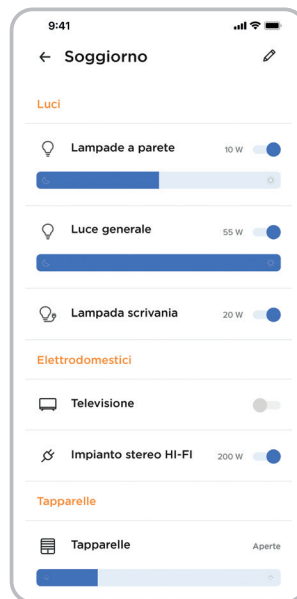 9:41
Soggiorno
Luci
Lampade a parete 10 W
Luce generale 55 W
Lampada scrivania 20 W
Elettrodomestici
Televisione
Impianto stereo HI-FI 200 W
Tapparelle
Tapparelle Aperte